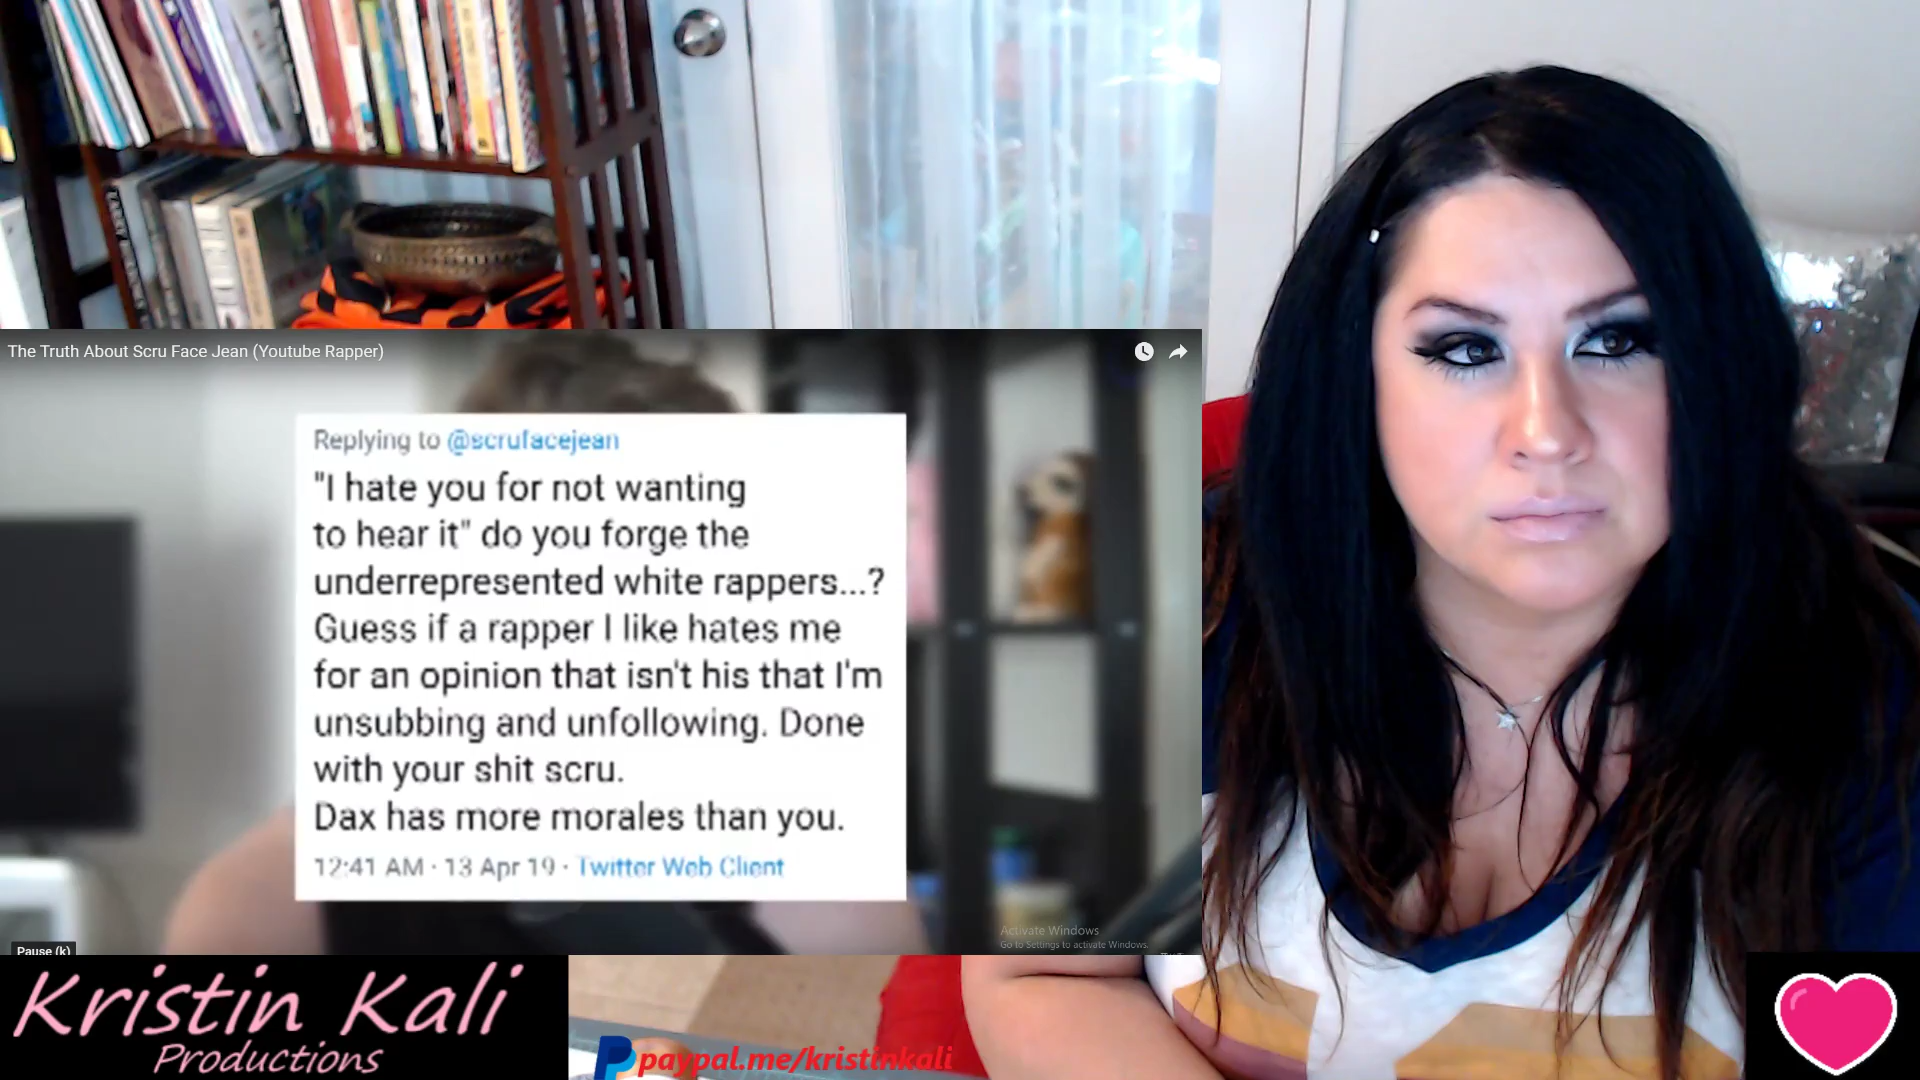 The Truth About Scru Face Jean (Youtube Rapper)
Replying to @scrufacejean
"I hate you for not wanting
to hear it" do you forge the
underrepresented white rappers...?
Guess if a rapper I like hates me
for an opinion that isn't his that I'm
unsubbing and unfollowing. Done
with your shit scru.
Dax has more morales than you.
12:41 AM · 13 Apr 19 · Twitter Web Client
Activate Windows
Go to Settings to activate Windows.
Pause (k)
Kristin Kali
Productions
paypal.me/kristinkali